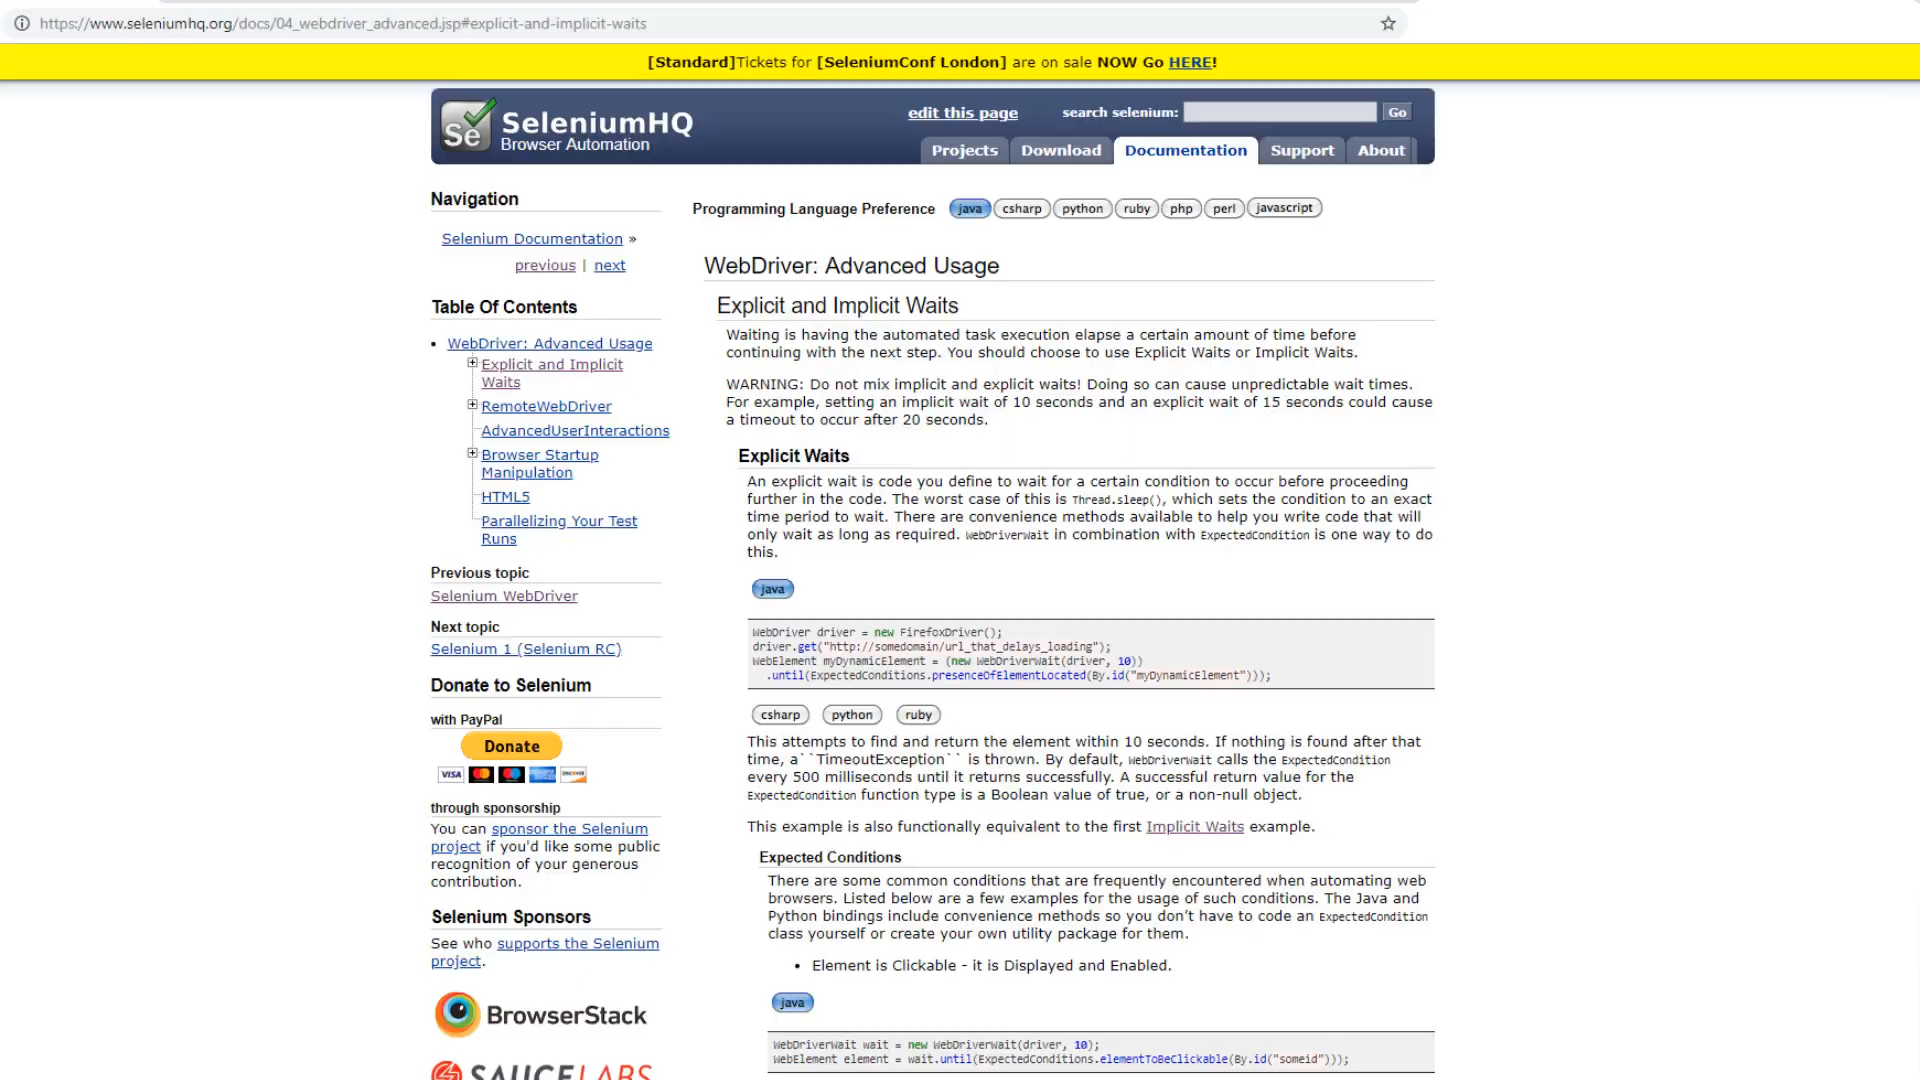 https://www.seleniumhq.org/docs/04_webdriver_advanced.jsp#explicit-and-implicit-waits
[Standard]Tickets for [SeleniumConf London] are on sale NOW Go HERE!
Se SeleniumHQ
Browser Automation
edit this page search selenium: Go
Projects Download Documentation Support About
Navigation
Selenium Documentation »
previous | next
Table Of Contents
• WebDriver: Advanced Usage
Explicit and Implicit
Waits
RemoteWebDriver
AdvancedUserInteractions
Browser Startup
Manipulation
HTML5
Parallelizing Your Test
Runs
Previous topic
Selenium WebDriver
Next topic
Selenium 1 (Selenium RC)
Donate to Selenium
with PayPal
Donate
VISA
through sponsorship
You can sponsor the Selenium
project if you'd like some public
recognition of your generous
contribution.
Selenium Sponsors
See who supports the Selenium
project.
BrowserStack
SAUCELABS
Programming Language Preference java csharp python ruby php perl javascript
WebDriver: Advanced Usage
Explicit and Implicit Waits
Waiting is having the automated task execution elapse a certain amount of time before
continuing with the next step. You should choose to use Explicit Waits or Implicit Waits.
WARNING: Do not mix implicit and explicit waits! Doing so can cause unpredictable wait times.
For example, setting an implicit wait of 10 seconds and an explicit wait of 15 seconds could cause
a timeout to occur after 20 seconds.
Explicit Waits
An explicit wait is code you define to wait for a certain condition to occur before proceeding
further in the code. The worst case of this is Thread.sleep(), which sets the condition to an exact
time period to wait. There are convenience methods available to help you write code that will
only wait as long as required. WebDriverWait in combination with ExpectedCondition is one way to do
this.
java
WebDriver driver = new FirefoxDriver();
driver.get("http://somedomain/url_that_delays_loading");
WebElement myDynamicElement = (new WebDriverWait(driver, 10))
.until(ExpectedConditions.presenceOfElementLocated(By.id("myDynamicElement")));
csharp python ruby
This attempts to find and return the element within 10 seconds. If nothing is found after that
time, a``TimeoutException`` is thrown. By default, WebDriverWait calls the ExpectedCondition
every 500 milliseconds until it returns successfully. A successful return value for the
ExpectedCondition function type is a Boolean value of true, or a non-null object.
This example is also functionally equivalent to the first Implicit Waits example.
Expected Conditions
There are some common conditions that are frequently encountered when automating web
browsers. Listed below are a few examples for the usage of such conditions. The Java and
Python bindings include convenience methods so you don't have to code an ExpectedCondition
class yourself or create your own utility package for them.
• Element is Clickable - it is Displayed and Enabled.
java
WebDriverWait wait = new WebDriverWait(driver, 10);
WebElement element = wait.until(ExpectedConditions.elementToBeClickable(By.id("someid")));